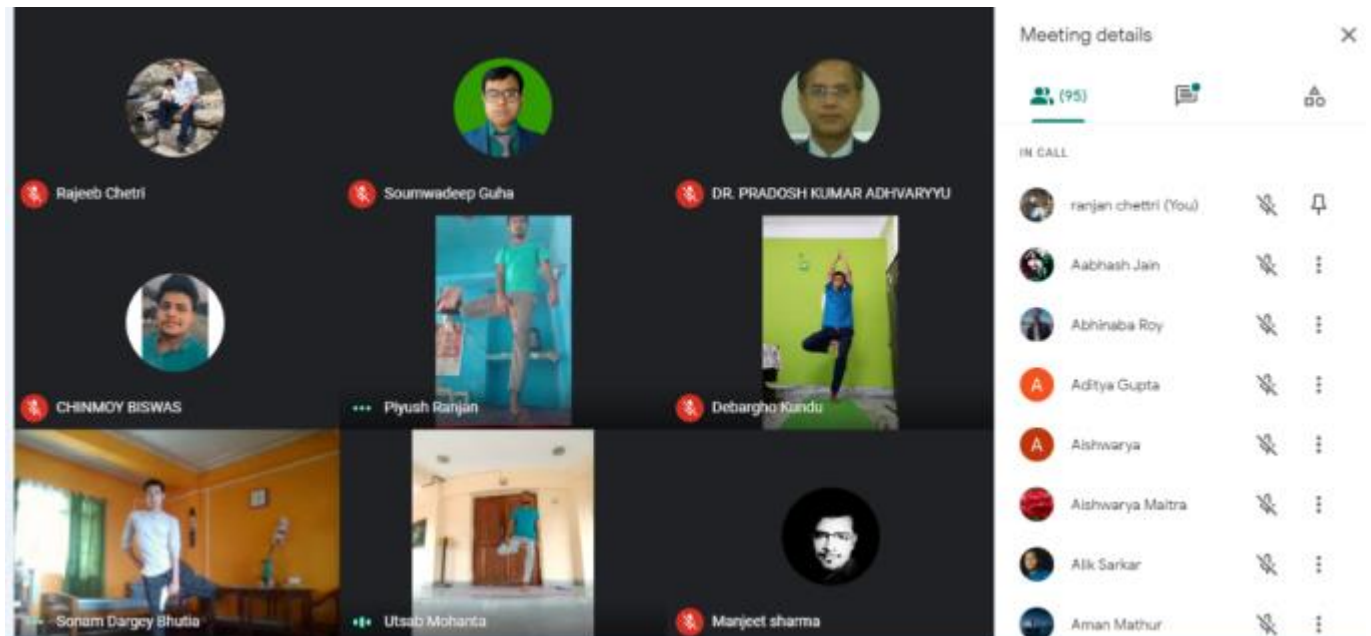 Rajeeb Chetri
Soumwadeep Guha
DR. PRADOSH KUMAR ADHVARYYU
CHINMOY BISWAS
Piyush Ranjan
Debargho Kundu
Sonam Dargey Bhutia
Utsab Mohanta
Manjeet sharma
Meeting details
(95)
IN CALL
ranjan chettri (You)
Aabhash Jain
Abhinaba Roy
A Aditya Gupta
A Aishwarya
Aishwarya Maitra
Alik Sarkar
Aman Mathur